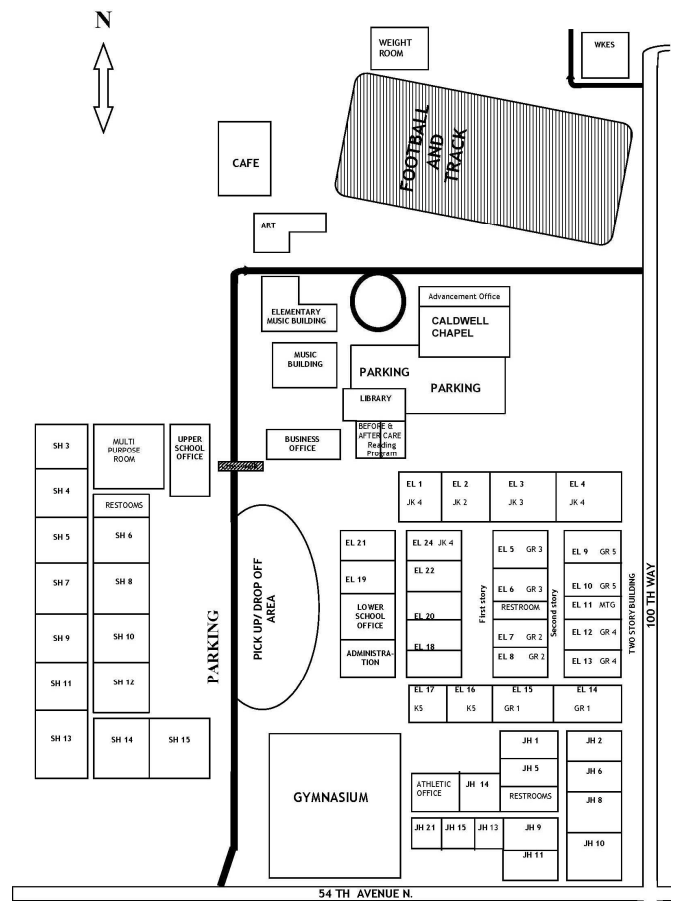 N
WEIGHT
ROOM
WKES
FOOTBALL
AND
TRACK
CAFE
ART
ELEMENTARY
MUSIC BUILDING
Advancement Office
CALDWELL
CHAPEL
MUSIC
BUILDING
PARKING
PARKING
LIBRARY
BEFORE &
AFTER CARE
Reading
Program
BUSINESS
OFFICE
UPPER
SCHOOL
OFFICE
MULTI
PURPOSE
ROOM
SH 3
SH 4
RESTOOMS
SH 5
SH 6
SH 7
SH 8
SH 9
SH 10
SH 11
SH 12
SH 13
SH 14
SH 15
PARKING
PICK UP/ DROP OFF
AREA
EL 1
JK 4
EL 2
JK 2
EL 3
JK 3
EL 4
JK 4
EL 21
EL 19
LOWER
SCHOOL
OFFICE
ADMINISTRA-
TION
EL 24 JK 4
EL 22
EL 20
EL 18
First story
EL 5 GR 3
EL 6 GR 3
RESTROOM
EL 7 GR 2
EL 8 GR 2
Second story
EL 9 GR 5
EL 10 GR 5
EL 11 MTG
EL 12 GR 4
EL 13 GR 4
TWO STORY BUILDING
100 TH WAY
EL 17
K5
EL 16
K5
EL 15
GR 1
EL 14
GR 1
GYMNASIUM
ATHLETIC
OFFICE
JH 14
JH 1
JH 5
RESTROOMS
JH 2
JH 6
JH 8
JH 10
JH 21
JH 15
JH 13
JH 9
JH 11
54 TH AVENUE N.